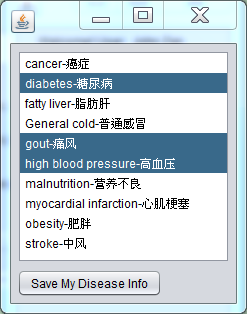 cancer-癌症
diabetes-糖尿病
fatty liver-脂肪肝
General cold-普通感冒
gout-痛风
high blood pressure-高血压
malnutrition-营养不良
myocardial infarction-心肌梗塞
obesity-肥胖
stroke-中风
Save My Disease Info